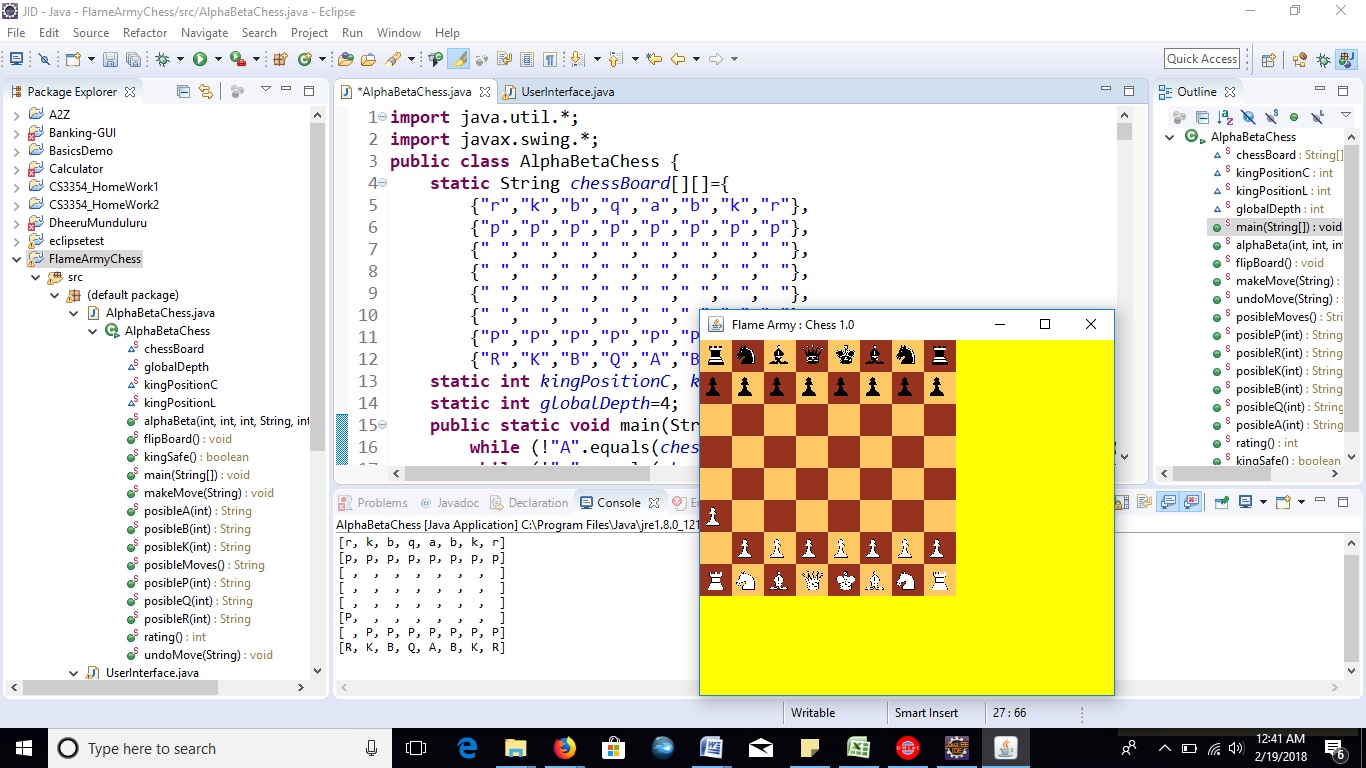 JID - Java - FlameArmyChess/src/AlphaBetaChess.java - Eclipse
File Edit Source Refactor Navigate Search Project Run Window Help
Quick Access
Package Explorer
A2Z
Banking-GUI
BasicsDemo
Calculator
CS3354_HomeWork1
CS3354_HomeWork2
DheeruMunduluru
eclipsetest
FlameArmyChess
src
(default package)
AlphaBetaChess.java
AlphaBetaChess
chessBoard
globalDepth
kingPositionC
kingPositionL
alphaBeta(int, int, int, String, int
flipBoard() : void
kingSafe() : boolean
main(String[]) : void
makeMove(String) : void
posibleA(int) : String
posibleB(int) : String
posibleK(int) : String
posibleMoves() : String
posibleP(int) : String
posibleQ(int) : String
posibleR(int) : String
rating() : int
undoMove(String) : void
UserInterface.java
*AlphaBetaChess.java UserInterface.java
1 import java.util.*;
2 import javax.swing.*;
3 public class AlphaBetaChess {
4 static String chessBoard[][]={
5 {"r","k","b","q","a","b","k","r"},
6 {"p","p","p","p","p","p","p","p"},
7 {" "," "," "," "," "," "," "," "},
8 {" "," "," "," "," "," "," "," "},
9 {" "," "," "," "," "," "," "," "},
10 {" "," "," "," "," "," "," "," "},
11 {"P","P","P","P","P","P
12 {"R","K","B","Q","A","B
13 static int kingPositionC, k
14 static int globalDepth=4;
15 public static void main(Str
16 while (!"A".equals(ches
Outline
AlphaBetaChess
chessBoard : String[]
kingPositionC : int
kingPositionL : int
globalDepth : int
main(String[]) : void
alphaBeta(int, int, int
flipBoard() : void
makeMove(String) :
undoMove(String) :
posibleMoves() : String
posibleP(int) : String
posibleR(int) : String
posibleK(int) : String
posibleB(int) : String
posibleQ(int) : String
posibleA(int) : String
rating() : int
kingSafe() : boolean
Flame Army : Chess 1.0
Problems Javadoc Declaration Console
AlphaBetaChess [Java Application] C:\Program Files\Java\jre1.8.0_121
[r, k, b, q, a, b, k, r]
[p, p, p, p, p, p, p, p]
[ , , , , , , , ]
[ , , , , , , , ]
[ , , , , , , , ]
[P, , , , , , , ]
[ , P, P, P, P, P, P, P]
[R, K, B, Q, A, B, K, R]
Writable Smart Insert 27 : 66
Type here to search
12:41 AM
2/19/2018
6